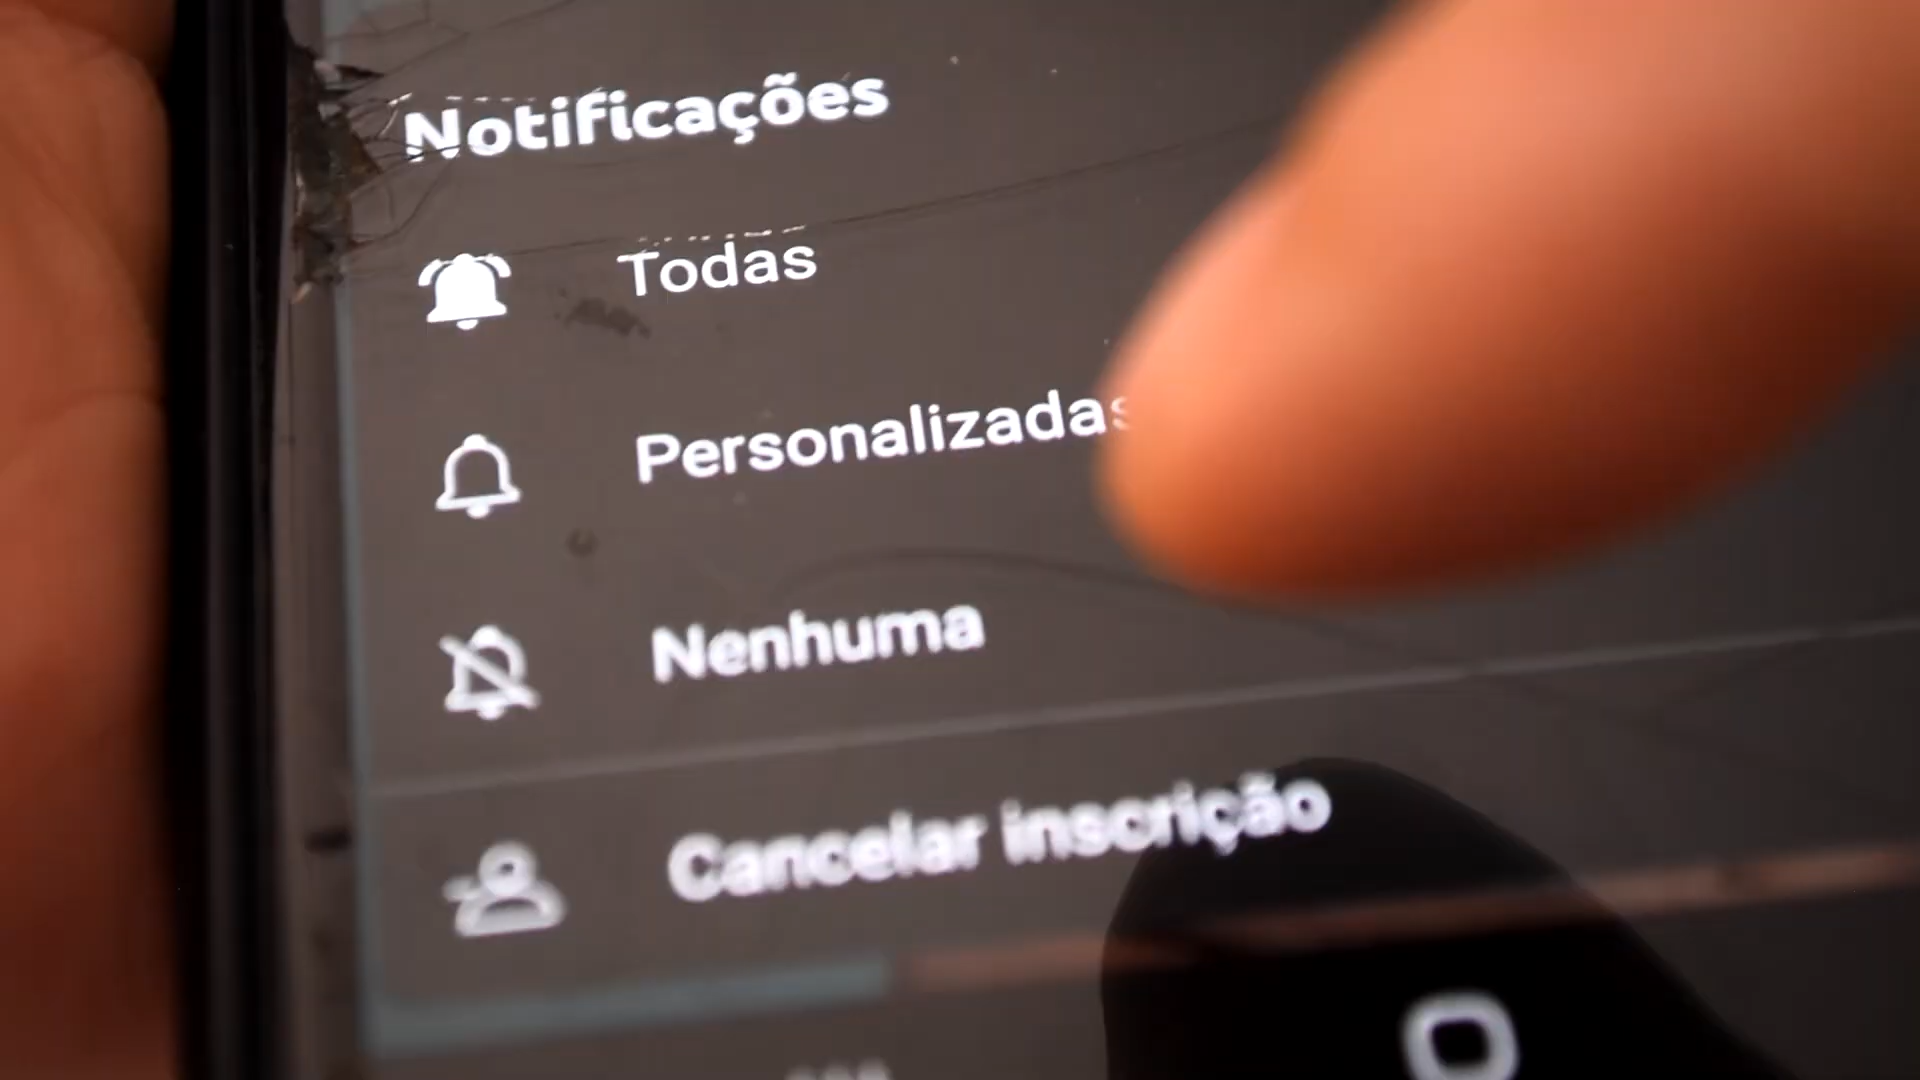 Notificações
Todas
Personalizadas
Nenhuma
Cancelar inscrição